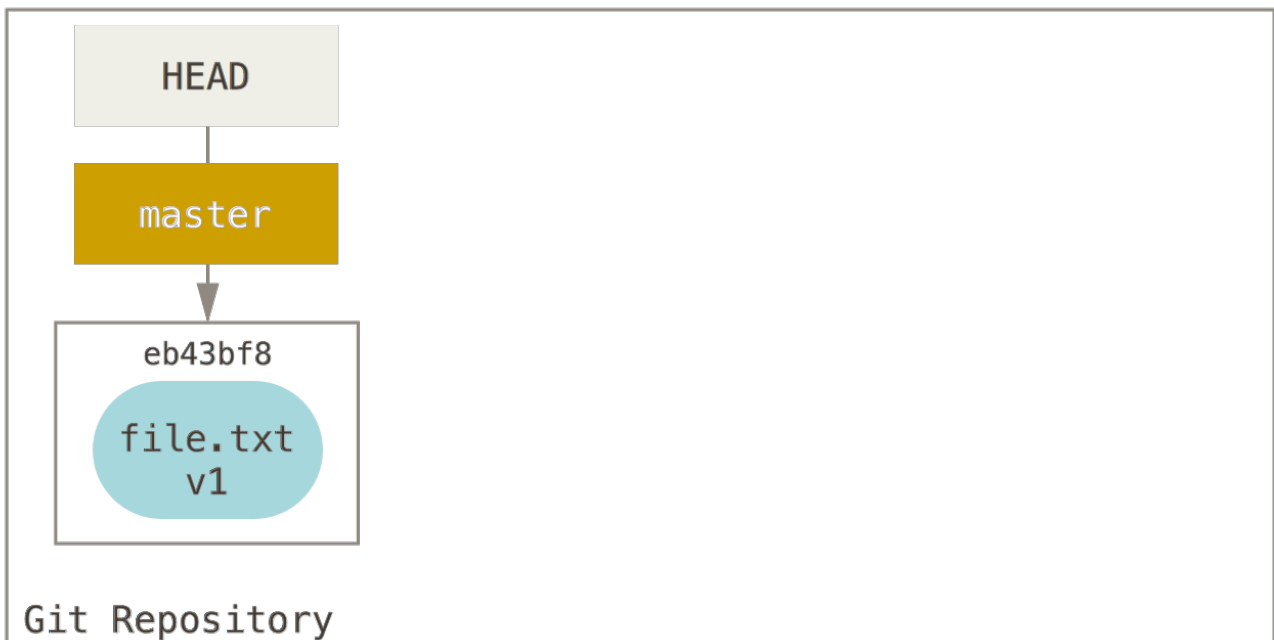 HEAD
master
eb43bf8
file.txt
v1
Git Repository